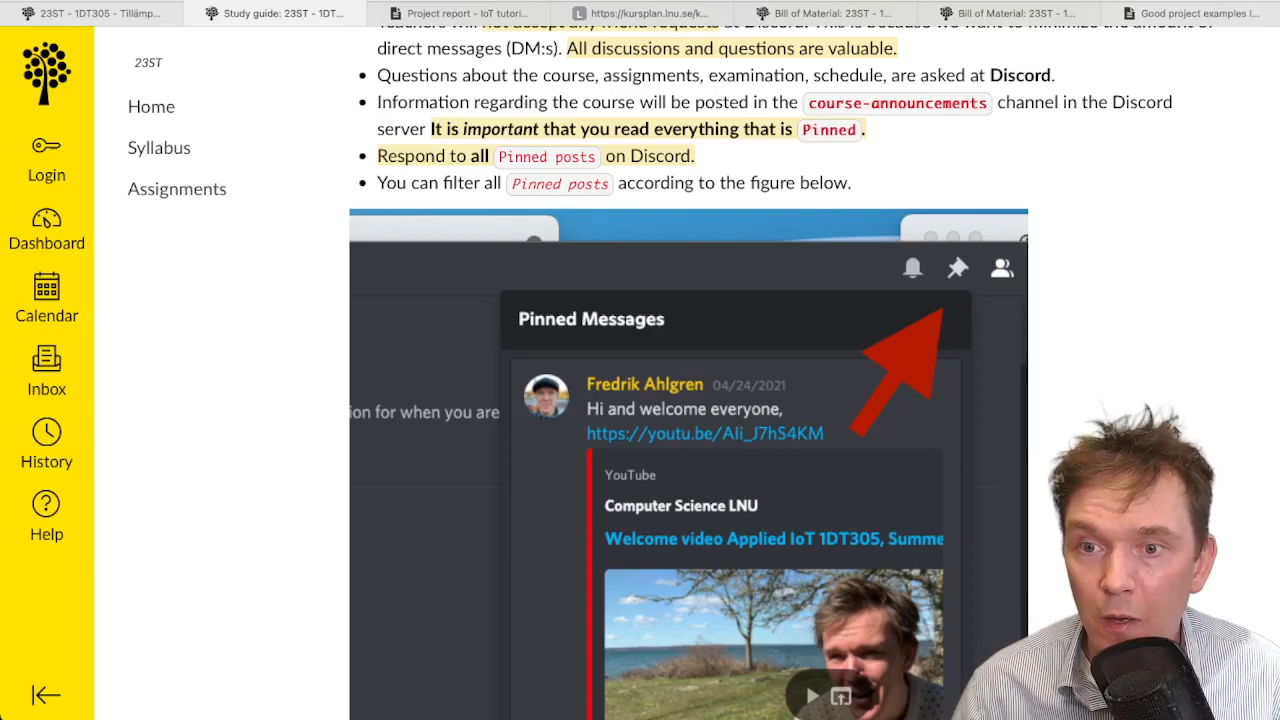 23ST - 1DT305 - Tillämp...
Study guide: 23ST - 1DT...
Project report - IoT tutori...
L https://kursplan.lnu.se/k...
Bill of Material: 23ST - 1...
Bill of Material: 23ST - 1...
Good project examples I...
Login
Dashboard
Calendar
Inbox
History
Help
23ST
Home
Syllabus
Assignments
direct messages (DM:s). All discussions and questions are valuable.
Questions about the course, assignments, examination, schedule, are asked at Discord.
Information regarding the course will be posted in the course-announcements channel in the Discord
server It is important that you read everything that is Pinned.
Respond to all Pinned posts on Discord.
You can filter all Pinned posts according to the figure below.
Pinned Messages
ion for when you are
Fredrik Ahlgren 04/24/2021
Hi and welcome everyone,
https://youtu.be/Ali_J7hS4KM
YouTube
Computer Science LNU
Welcome video Applied IoT 1DT305, Summe